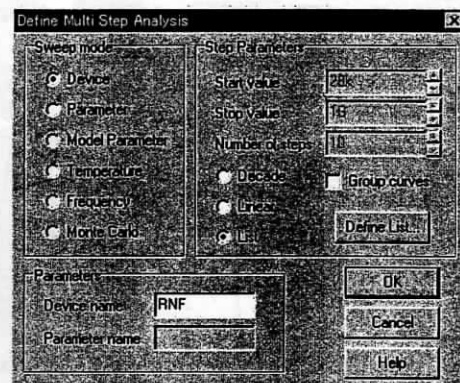 Define Multi Step Analysis
Sweep mode
Device
Parameter
Model Parameter
Temperature
Frequency
Monte Carlo
Step Parameters
Start Value
Stop Value
Number of steps
10
Decade
Linear
Group curves
Define List...
Parameters
Device name
RNF
Parameter name
OK
Cancel
Help